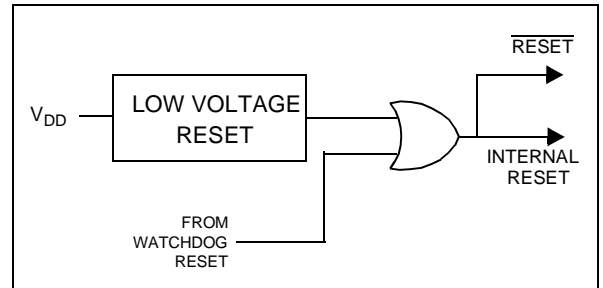 RESET
LOW VOLTAGE
RESET
V_DD
INTERNAL
RESET
FROM
WATCHDOG
RESET